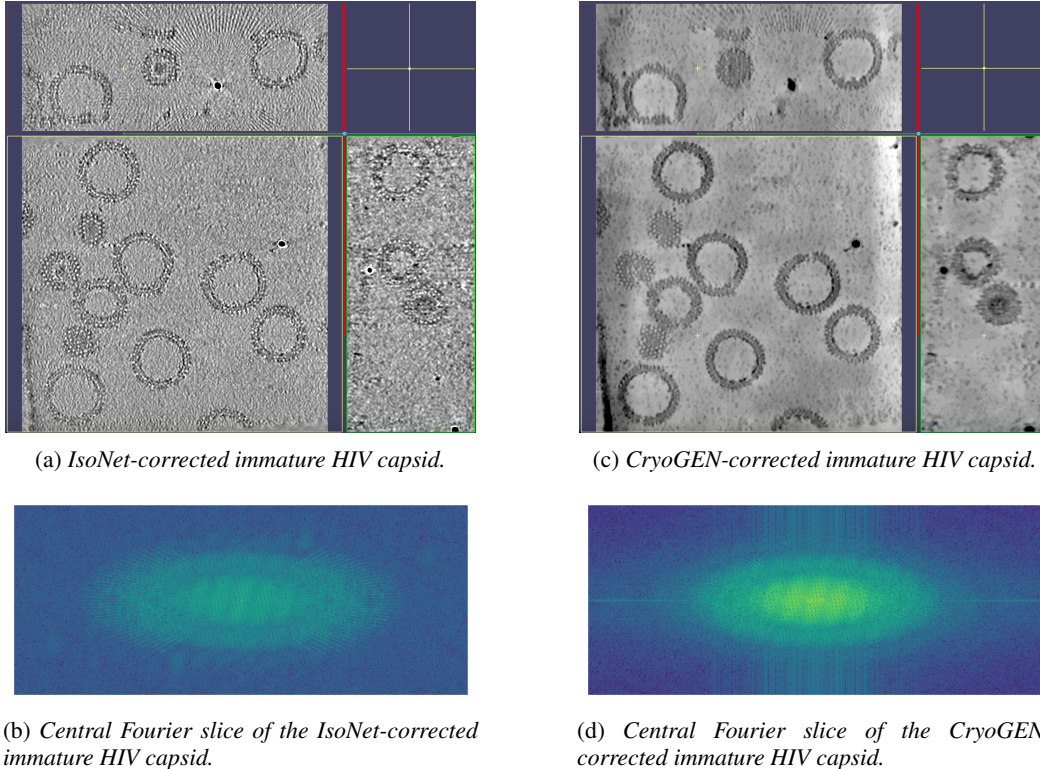 (a) IsoNet-corrected immature HIV capsid.
(c) CryoGEN-corrected immature HIV capsid.
(b) Central Fourier slice of the IsoNet-corrected
immature HIV capsid.
(d) Central Fourier slice of the CryoGEN
corrected immature HIV capsid.